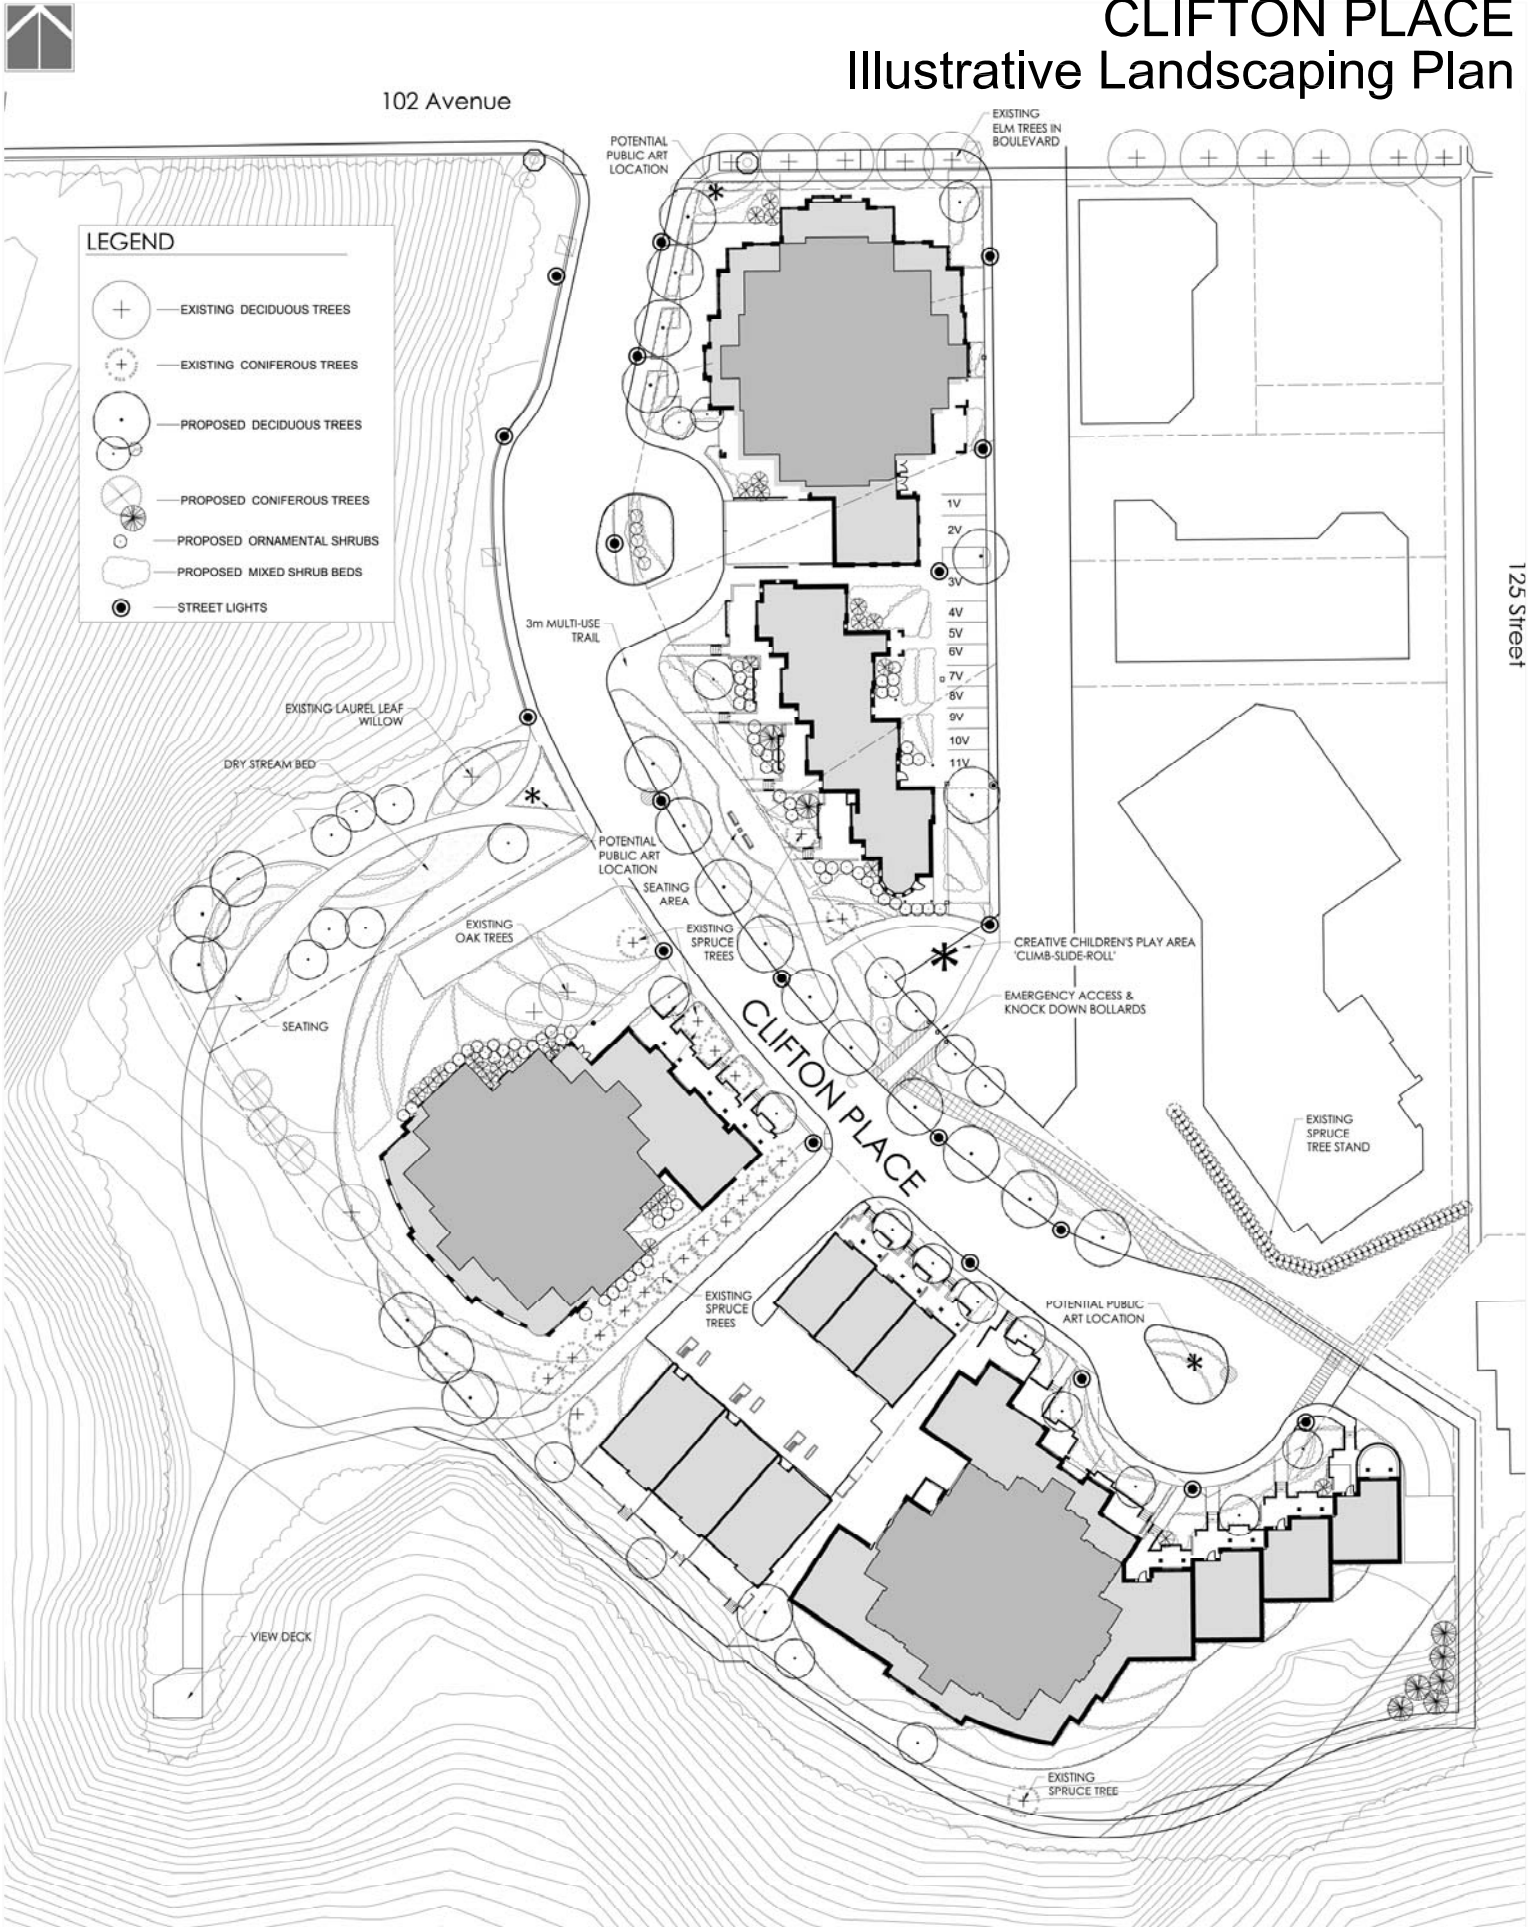 CLIFTON PLACE
Illustrative Landscaping Plan
102 Avenue
EXISTING
ELM TREES IN
BOULEVARD
POTENTIAL
PUBLIC ART
LOCATION
LEGEND
EXISTING DECIDUOUS TREES
EXISTING CONIFEROUS TREES
PROPOSED DECIDUOUS TREES
PROPOSED CONIFEROUS TREES
PROPOSED ORNAMENTAL SHRUBS
PROPOSED MIXED SHRUB BEDS
STREET LIGHTS
1V
2V
3V
4V
5V
6V
7V
8V
9V
10V
11V
125 Street
3m MULTI-USE
TRAIL
EXISTING LAUREL LEAF
WILLOW
DRY STREAM BED
POTENTIAL
PUBLIC ART
LOCATION
SEATING
AREA
EXISTING
OAK TREES
EXISTING
SPRUCE
TREES
CREATIVE CHILDREN'S PLAY AREA
'CLIMB-SLIDE-ROLL'
EMERGENCY ACCESS &
KNOCK DOWN BOLLARDS
SEATING
CLIFTON PLACE
EXISTING
SPRUCE
TREE STAND
EXISTING
SPRUCE
TREES
POTENTIAL PUBLIC
ART LOCATION
VIEW DECK
EXISTING
SPRUCE TREE